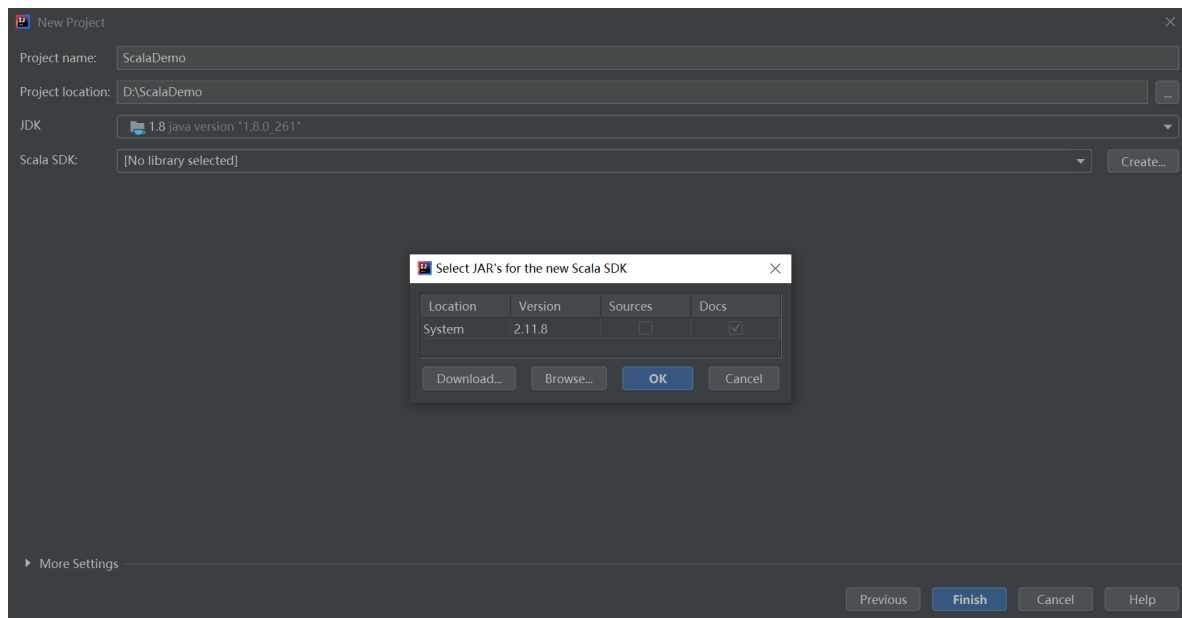 New Project
Project name: ScalaDemo
Project location: D:\ScalaDemo ...
JDK 1.8 java version "1.8.0_261"
Scala SDK: [No library selected] Create...
Select JAR's for the new Scala SDK
Location Version Sources Docs
System 2.11.8
Download... Browse... OK Cancel
More Settings
Previous Finish Cancel Help